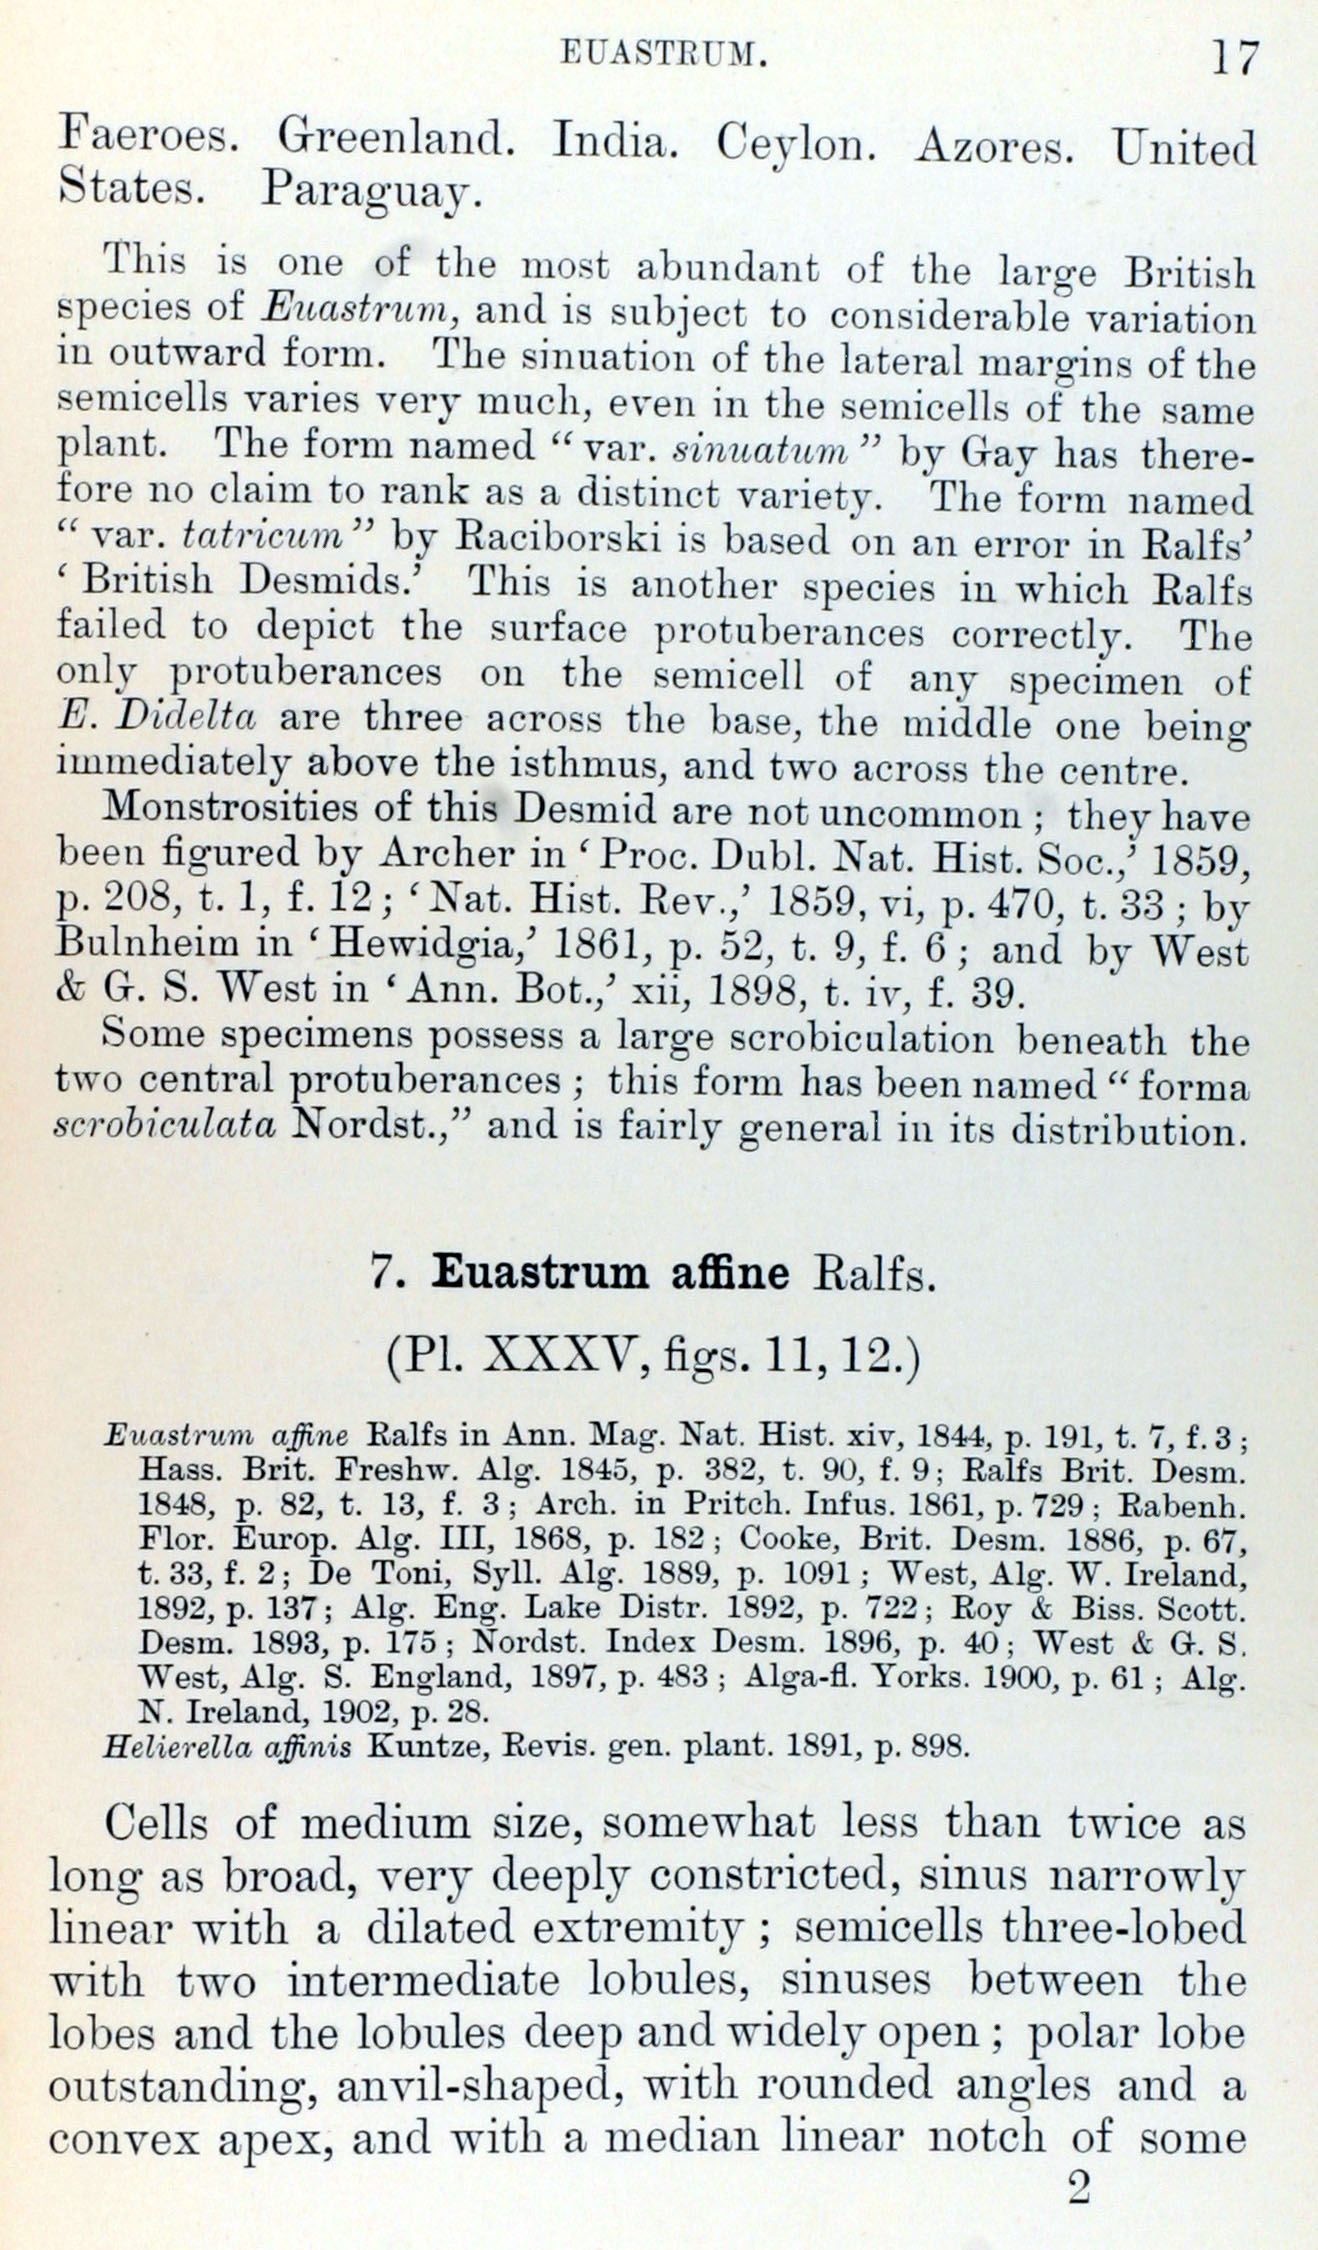 EUASTRUM. 17
Faeroes. Greenland. India. Ceylon. Azores. United
States. Paraguay.
This is one of the most abundant of the large British
species of Euastrum, and is subject to considerable variation
in outward form. The sinuation of the lateral margins of the
semicells varies very much, even in the semicells of the same
plant. The form named “ var. sinuatum ” by Gay has there-
fore no claim to rank as a distinct variety. The form named
“ var. tatricum ” by Raciborski is based on an error in Ralfs’
‘ British Desmids.’ This is another species in which Ralfs
failed to depict the surface protuberances correctly. The
only protuberances on the semicell of any specimen of
E. Didelta are three across the base, the middle one being
immediately above the isthmus, and two across the centre.
Monstrosities of this Desmid are not uncommon ; they have
been figured by Archer in ‘ Proc. Dubl. Nat. Hist. Soc.,’ 1859,
p. 208, t. 1, f. 12 ; ‘ Nat. Hist. Rev.,’ 1859, vi, p. 470, t. 33 ; by
Bulnheim in ‘ Hewidgia,’ 1861, p. 52, t. 9, f. 6 ; and by West
& G. S. West in ‘ Ann. Bot.,’ xii, 1898, t. iv, f. 39.
Some specimens possess a large scrobiculation beneath the
two central protuberances ; this form has been named “ forma
scrobiculata Nordst.,” and is fairly general in its distribution.
7. Euastrum affine Ralfs.
(Pl. XXXV, figs. 11, 12.)
Euastrum affine Ralfs in Ann. Mag. Nat. Hist. xiv, 1844, p. 191, t. 7, f. 3 ;
Hass. Brit. Freshw. Alg. 1845, p. 382, t. 90, f. 9 ; Ralfs Brit. Desm.
1848, p. 82, t. 13, f. 3 ; Arch. in Pritch. Infus. 1861, p. 729 ; Rabenh.
Flor. Europ. Alg. III, 1868, p. 182 ; Cooke, Brit. Desm. 1886, p. 67,
t. 33, f. 2 ; De Toni, Syll. Alg. 1889, p. 1091 ; West, Alg. W. Ireland,
1892, p. 137 ; Alg. Eng. Lake Distr. 1892, p. 722 ; Roy & Biss. Scott.
Desm. 1893, p. 175 ; Nordst. Index Desm. 1896, p. 40 ; West & G. S.
West, Alg. S. England, 1897, p. 483 ; Alga-fl. Yorks. 1900, p. 61 ; Alg.
N. Ireland, 1902, p. 28.
Helierella affinis Kuntze, Revis. gen. plant. 1891, p. 898.
Cells of medium size, somewhat less than twice as
long as broad, very deeply constricted, sinus narrowly
linear with a dilated extremity ; semicells three-lobed
with two intermediate lobules, sinuses between the
lobes and the lobules deep and widely open ; polar lobe
outstanding, anvil-shaped, with rounded angles and a
convex apex, and with a median linear notch of some
2